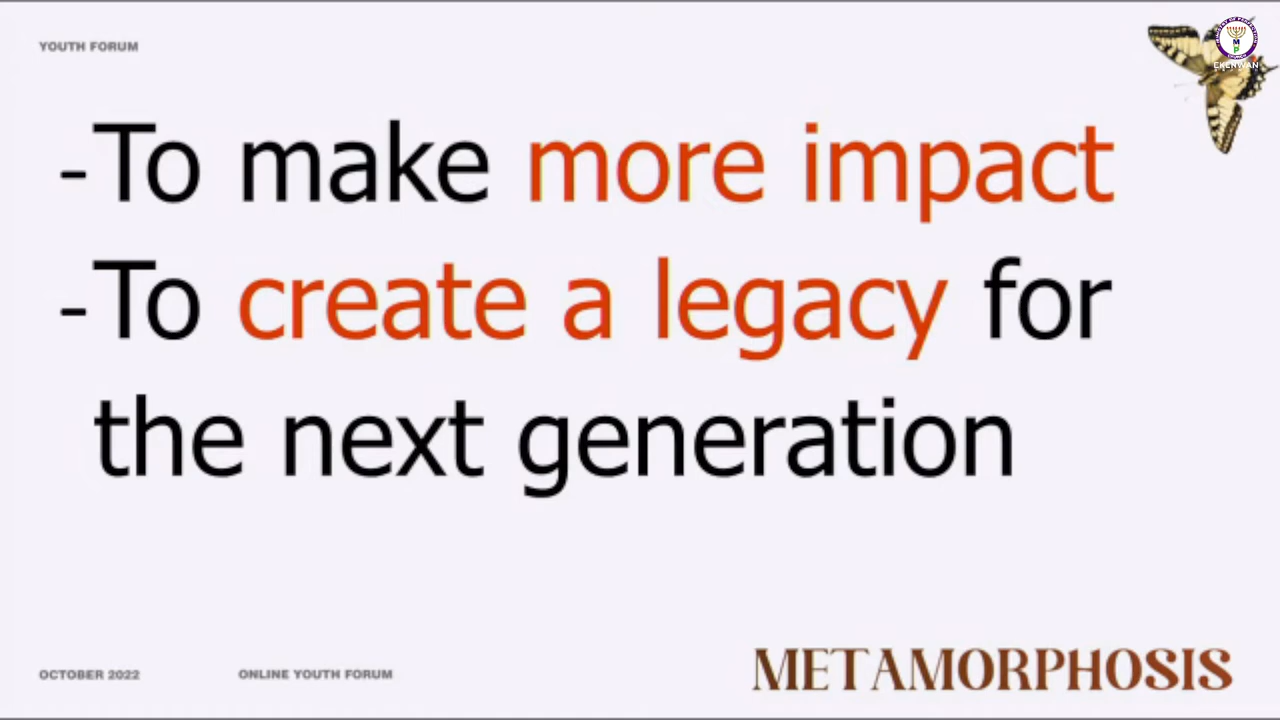 YOUTH FORUM
EKENWAN
-To make more impact
-To create a legacy for
the next generation
OCTOBER 2022
ONLINE YOUTH FORUM
METAMORPHOSIS